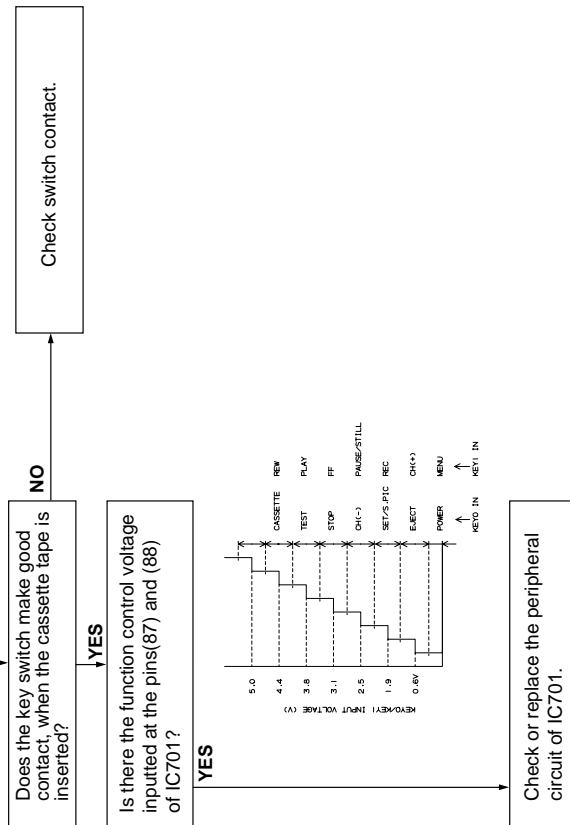 Does the key switch make good
contact, when the cassette tape is
inserted?
NO
Check switch contact.
YES
Is there the function control voltage
inputted at the pins(87) and (88)
of IC701?
YES
KEY0/KEY1 INPUT VOLTAGE (V)
5.0
4.4
3.8
3.1
2.5
1.9
0.6V
CASSETTE REW
TEST PLAY
STOP FF
CH(-) PAUSE/STILL
SET/S.PIC REC
EJECT CH(+)
POWER MENU
KEY0 IN KEY1 IN
Check or replace the peripheral
circuit of IC701.